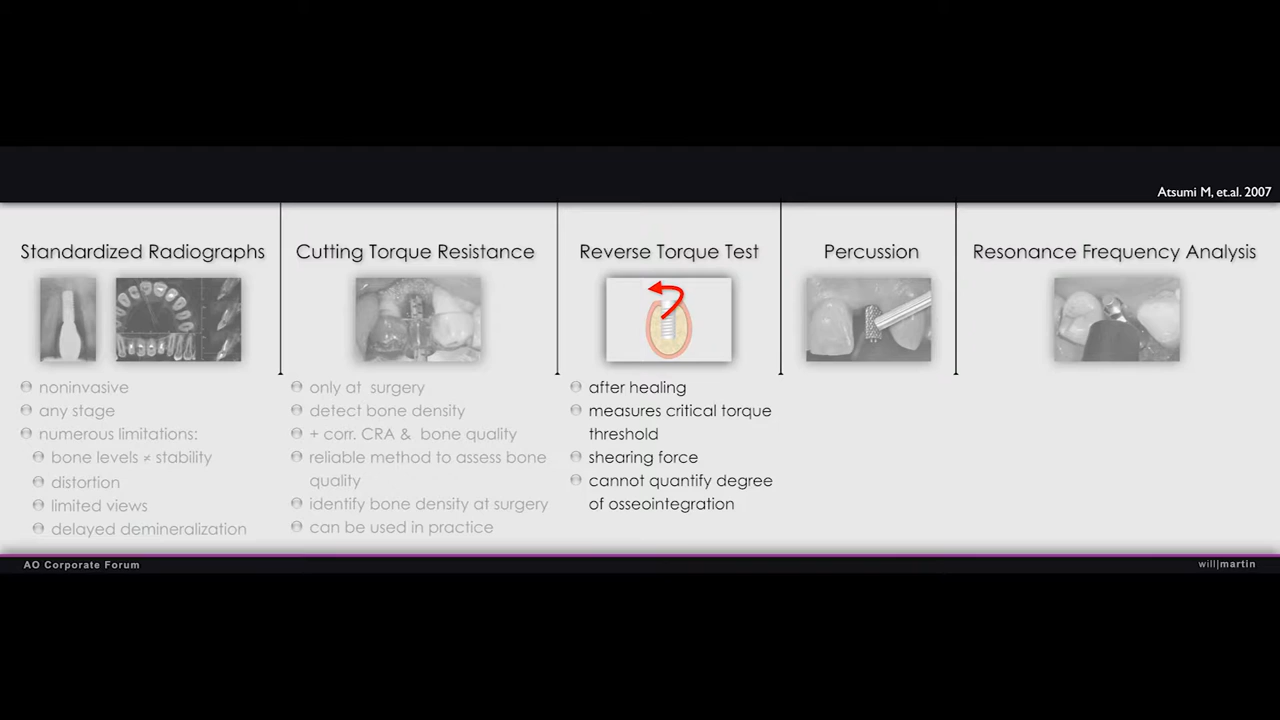 Atsumi M, et.al. 2007
Standardized Radiographs
noninvasive
any stage
numerous limitations:
bone levels ≠ stability
distortion
limited views
delayed demineralization
Cutting Torque Resistance
only at surgery
detect bone density
+ corr. CRA & bone quality
reliable method to assess bone
quality
identify bone density at surgery
can be used in practice
Reverse Torque Test
after healing
measures critical torque
threshold
shearing force
cannot quantify degree
of osseointegration
Percussion
Resonance Frequency Analysis
AO Corporate Forum
will|martin